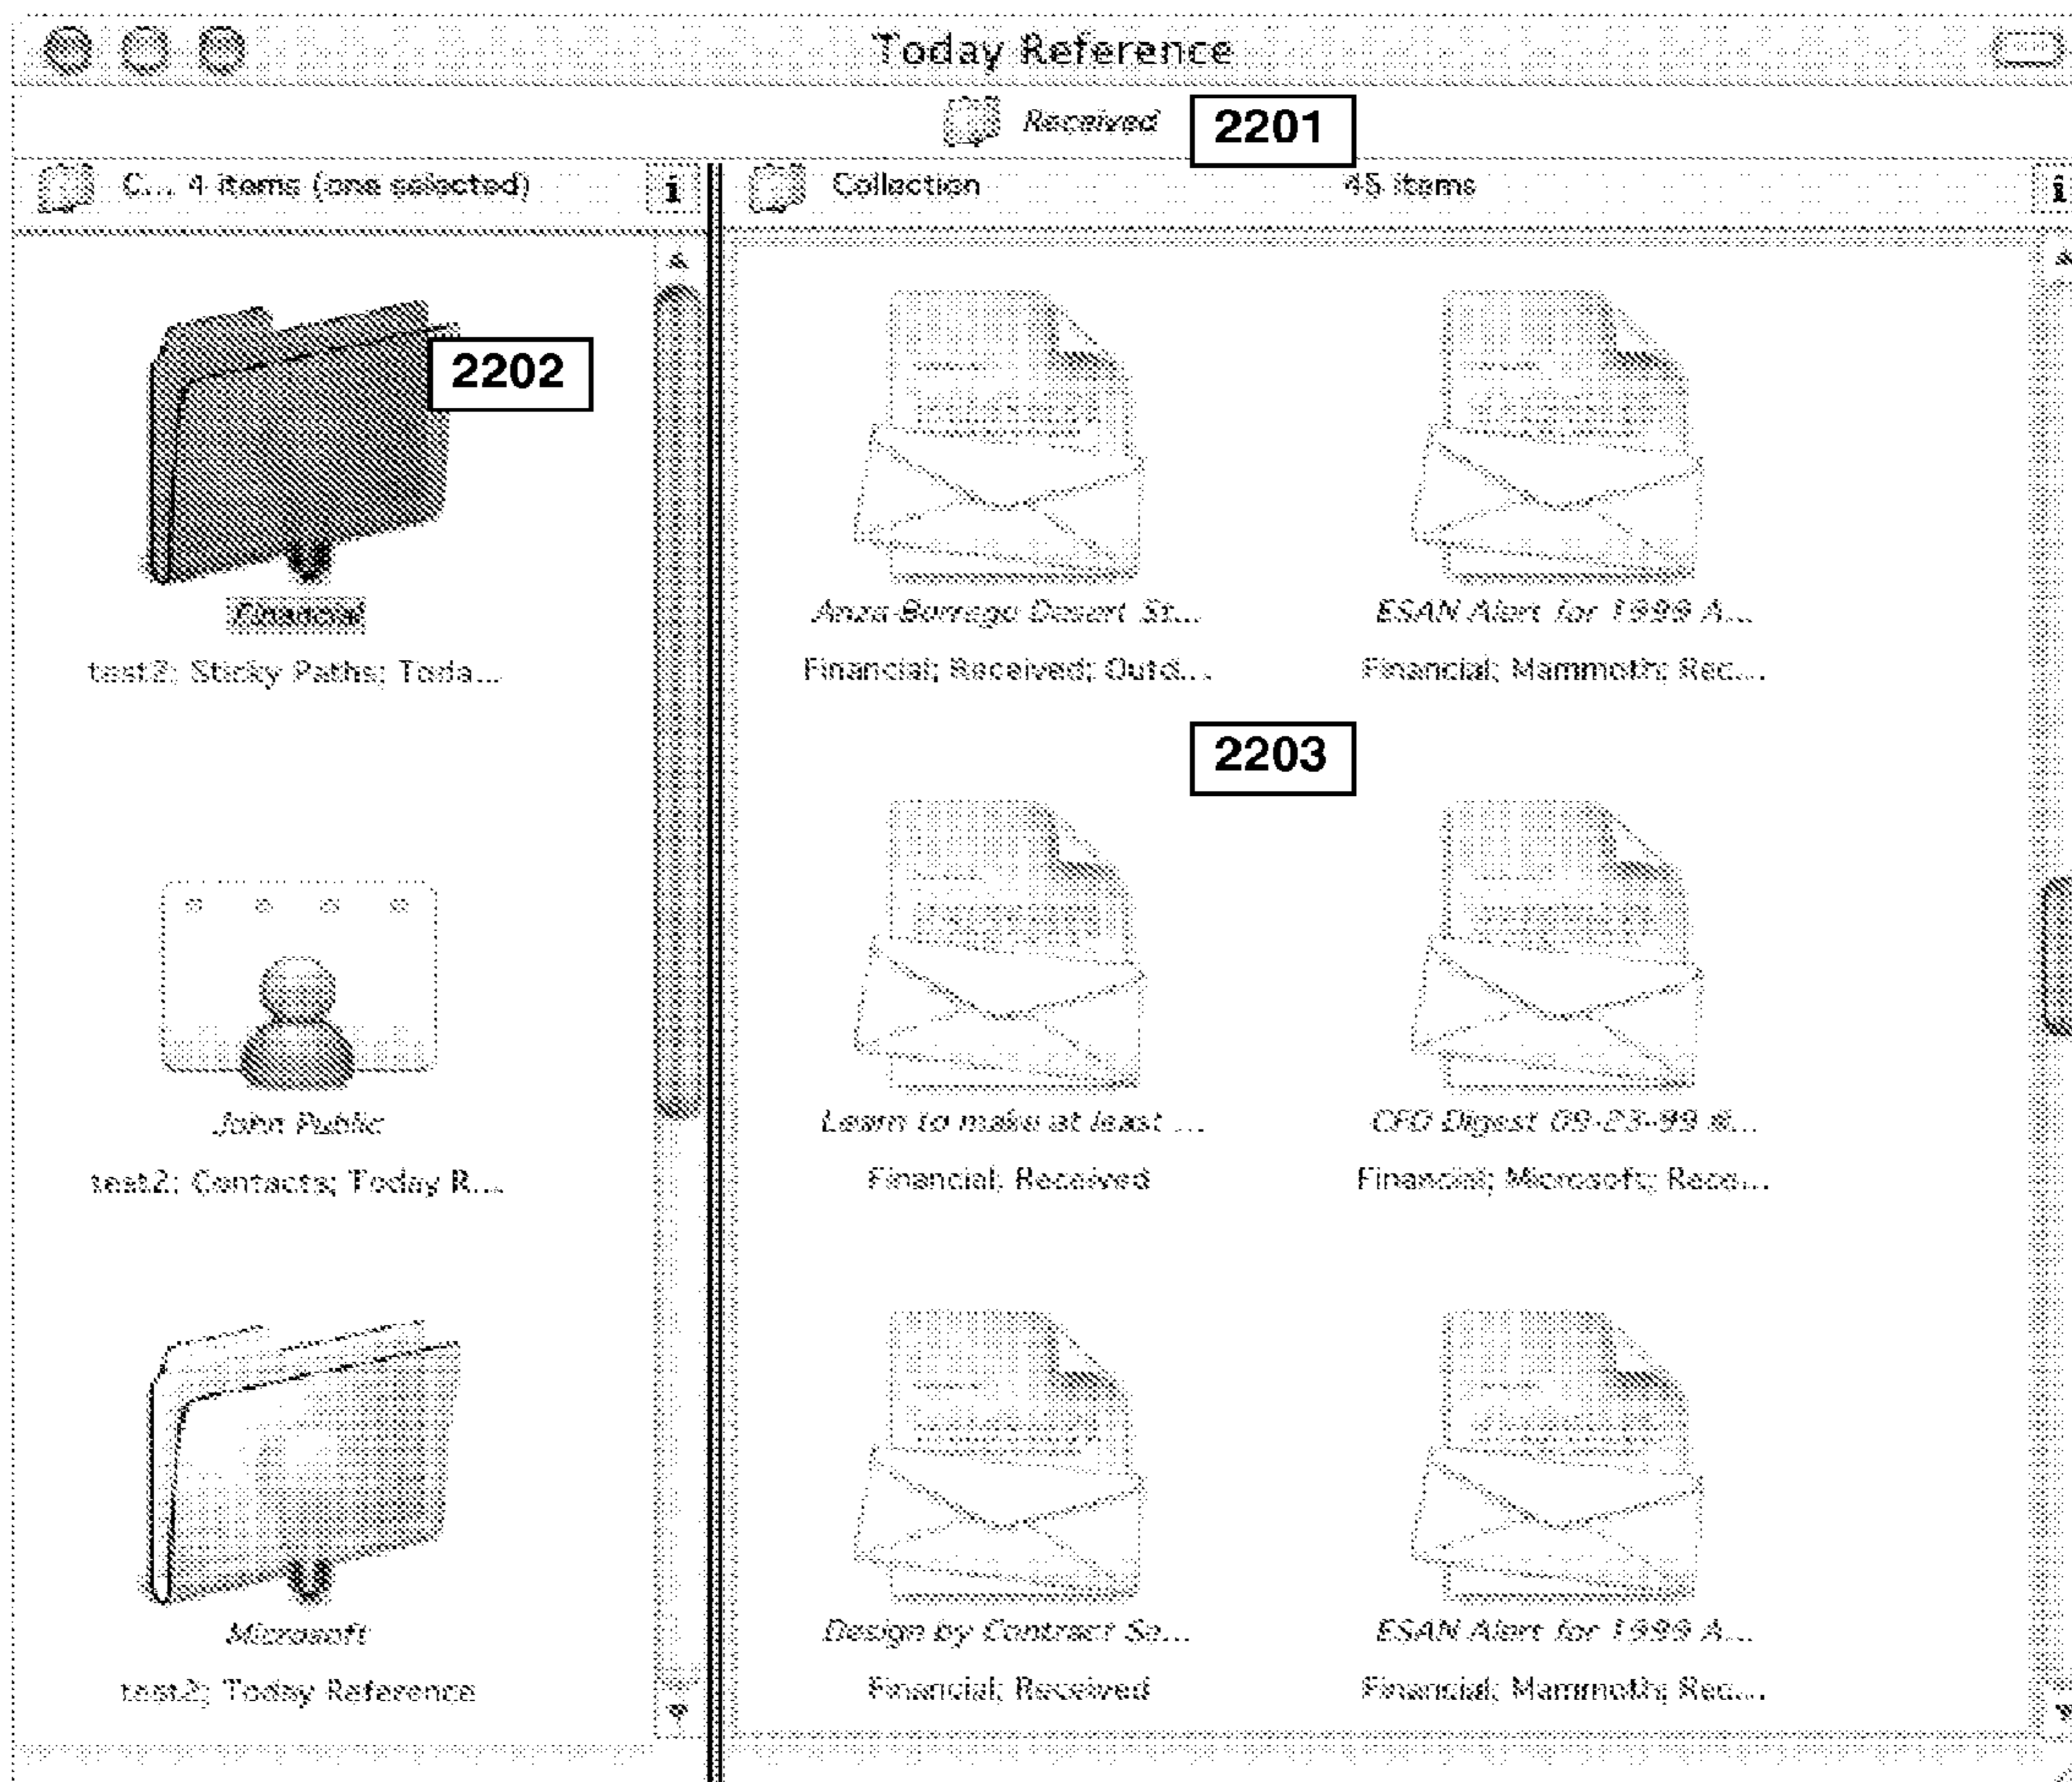 Today Reference
Received 2201
C... 4 items (one selected) i
Collection 45 items i
2202
Financial
test2; Sticky Paths; Toda...
Anza-Borrego Desert St...
Financial; Received; Outd...
ESAN Alert for 1999 A...
Financial; Mammoth; Rec...
2203
John Public
test2; Contacts; Today R...
Learn to make at least ...
Financial; Received
CFO Digest 09-23-99 #...
Financial; Microsoft; Rece...
Microsoft
test2; Today Reference
Design by Contract Se...
Financial; Received
ESAN Alert for 1999 A...
Financial; Mammoth; Rec...